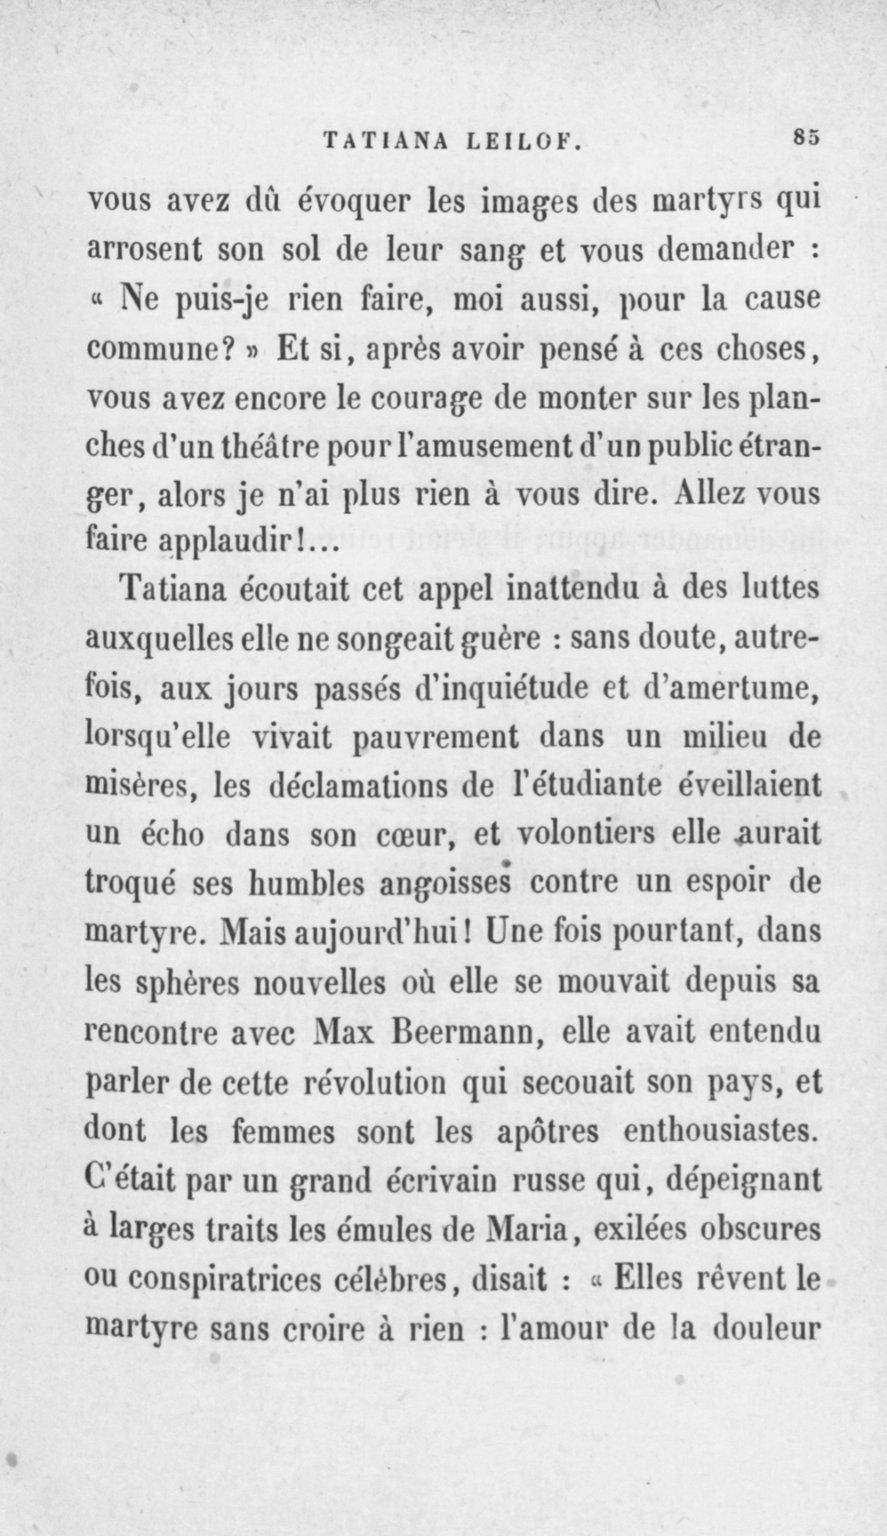 TATIANA LEILOF. 85
vous avez dû évoquer les images des martyrs qui
arrosent son sol de leur sang et vous demander :
« Ne puis-je rien faire, moi aussi, pour la cause
commune? » Et si, après avoir pensé à ces choses,
vous avez encore le courage de monter sur les plan-
ches d'un théâtre pour l'amusement d'un public étran-
ger, alors je n'ai plus rien à vous dire. Allez vous
faire applaudir!...
Tatiana écoutait cet appel inattendu à des luttes
auxquelles elle ne songeait guère : sans doute, autre-
fois, aux jours passés d'inquiétude et d'amertume,
lorsqu'elle vivait pauvrement dans un milieu de
misères, les déclamations de l'étudiante éveillaient
un écho dans son cœur, et volontiers elle aurait
troqué ses humbles angoisses contre un espoir de
martyre. Mais aujourd'hui! Une fois pourtant, dans
les sphères nouvelles où elle se mouvait depuis sa
rencontre avec Max Beermann, elle avait entendu
parler de cette révolution qui secouait son pays, et
dont les femmes sont les apôtres enthousiastes.
C'était par un grand écrivain russe qui, dépeignant
à larges traits les émules de Maria, exilées obscures
ou conspiratrices célèbres, disait : « Elles rêvent le
martyre sans croire à rien : l'amour de la douleur